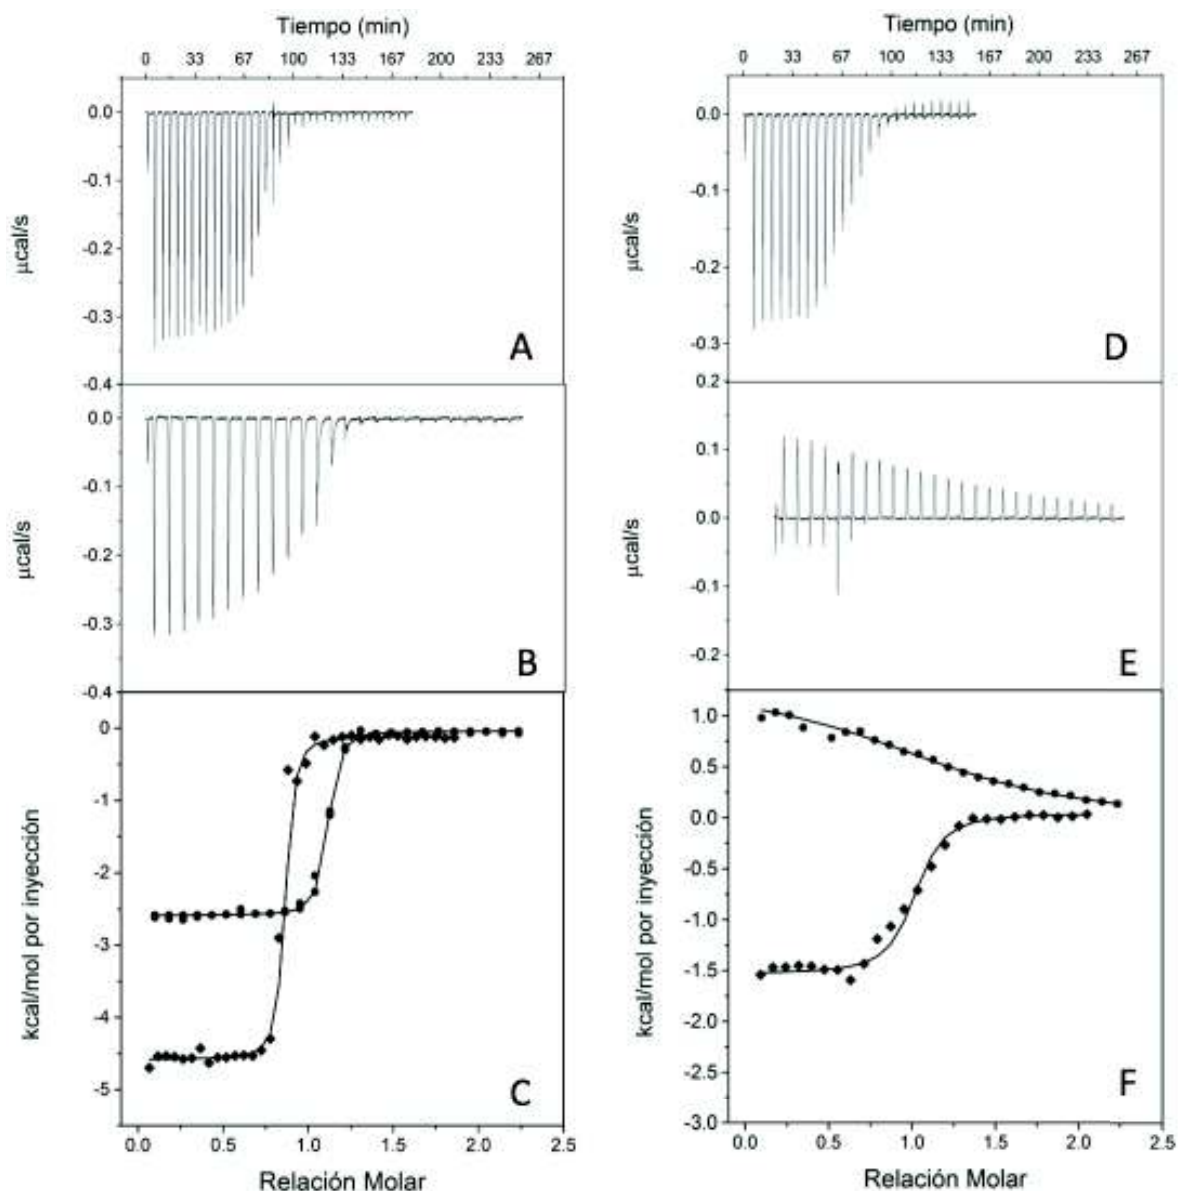 Tiempo (min)
0 33 67 100 133 167 200 233 267
0.0
-0.1
-0.2
-0.3
-0.4
µcal/s
A
0.0
-0.1
-0.2
-0.3
-0.4
µcal/s
B
0
-1
-2
-3
-4
-5
kcal/mol por inyección
C
0.0 0.5 1.0 1.5 2.0 2.5
Relación Molar
Tiempo (min)
0 33 67 100 133 167 200 233 267
0.0
-0.1
-0.2
-0.3
µcal/s
D
0.2
0.1
0.0
-0.1
-0.2
µcal/s
E
1.0
0.5
0.0
-0.5
-1.0
-1.5
-2.0
-2.5
-3.0
kcal/mol por inyección
F
0.0 0.5 1.0 1.5 2.0 2.5
Relación Molar